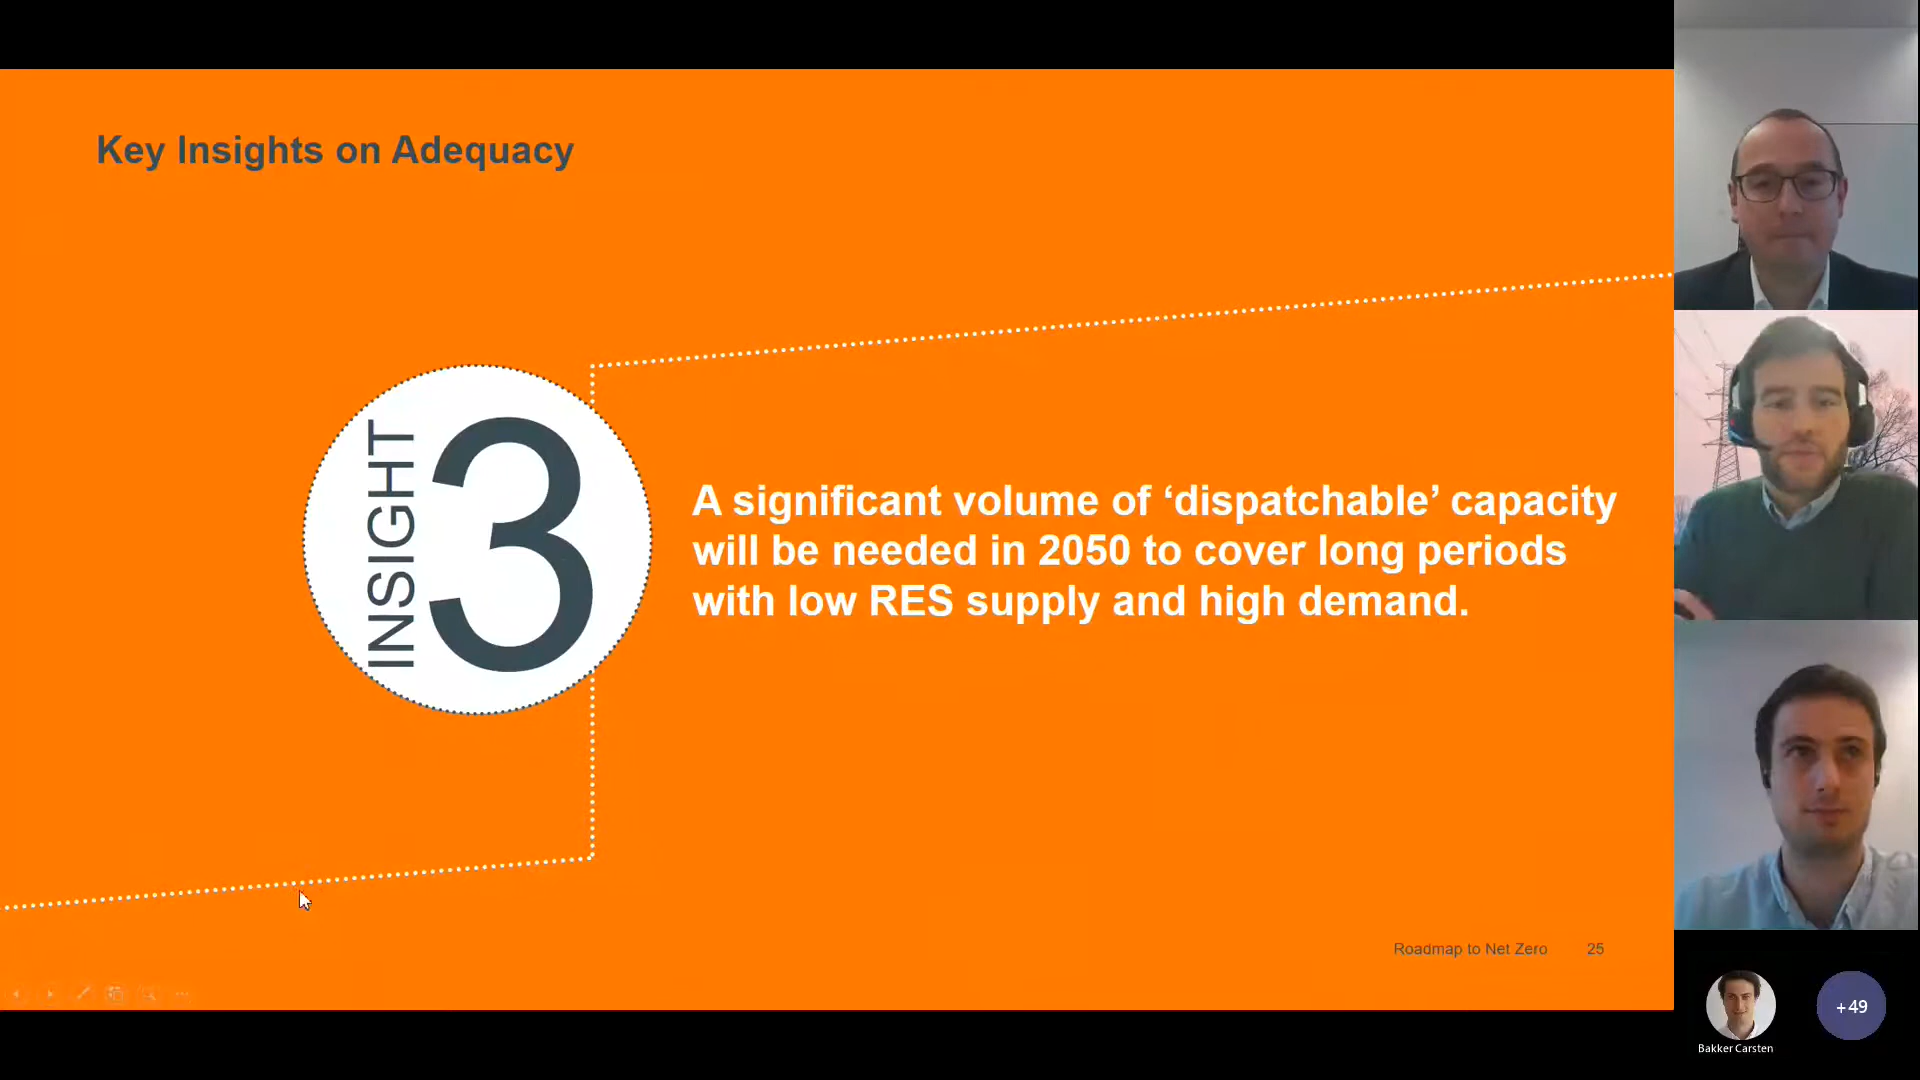 Key Insights on Adequacy
INSIGHT
3
A significant volume of ‘dispatchable’ capacity
will be needed in 2050 to cover long periods
with low RES supply and high demand.
Roadmap to Net Zero 25
+49
Bakker Carsten